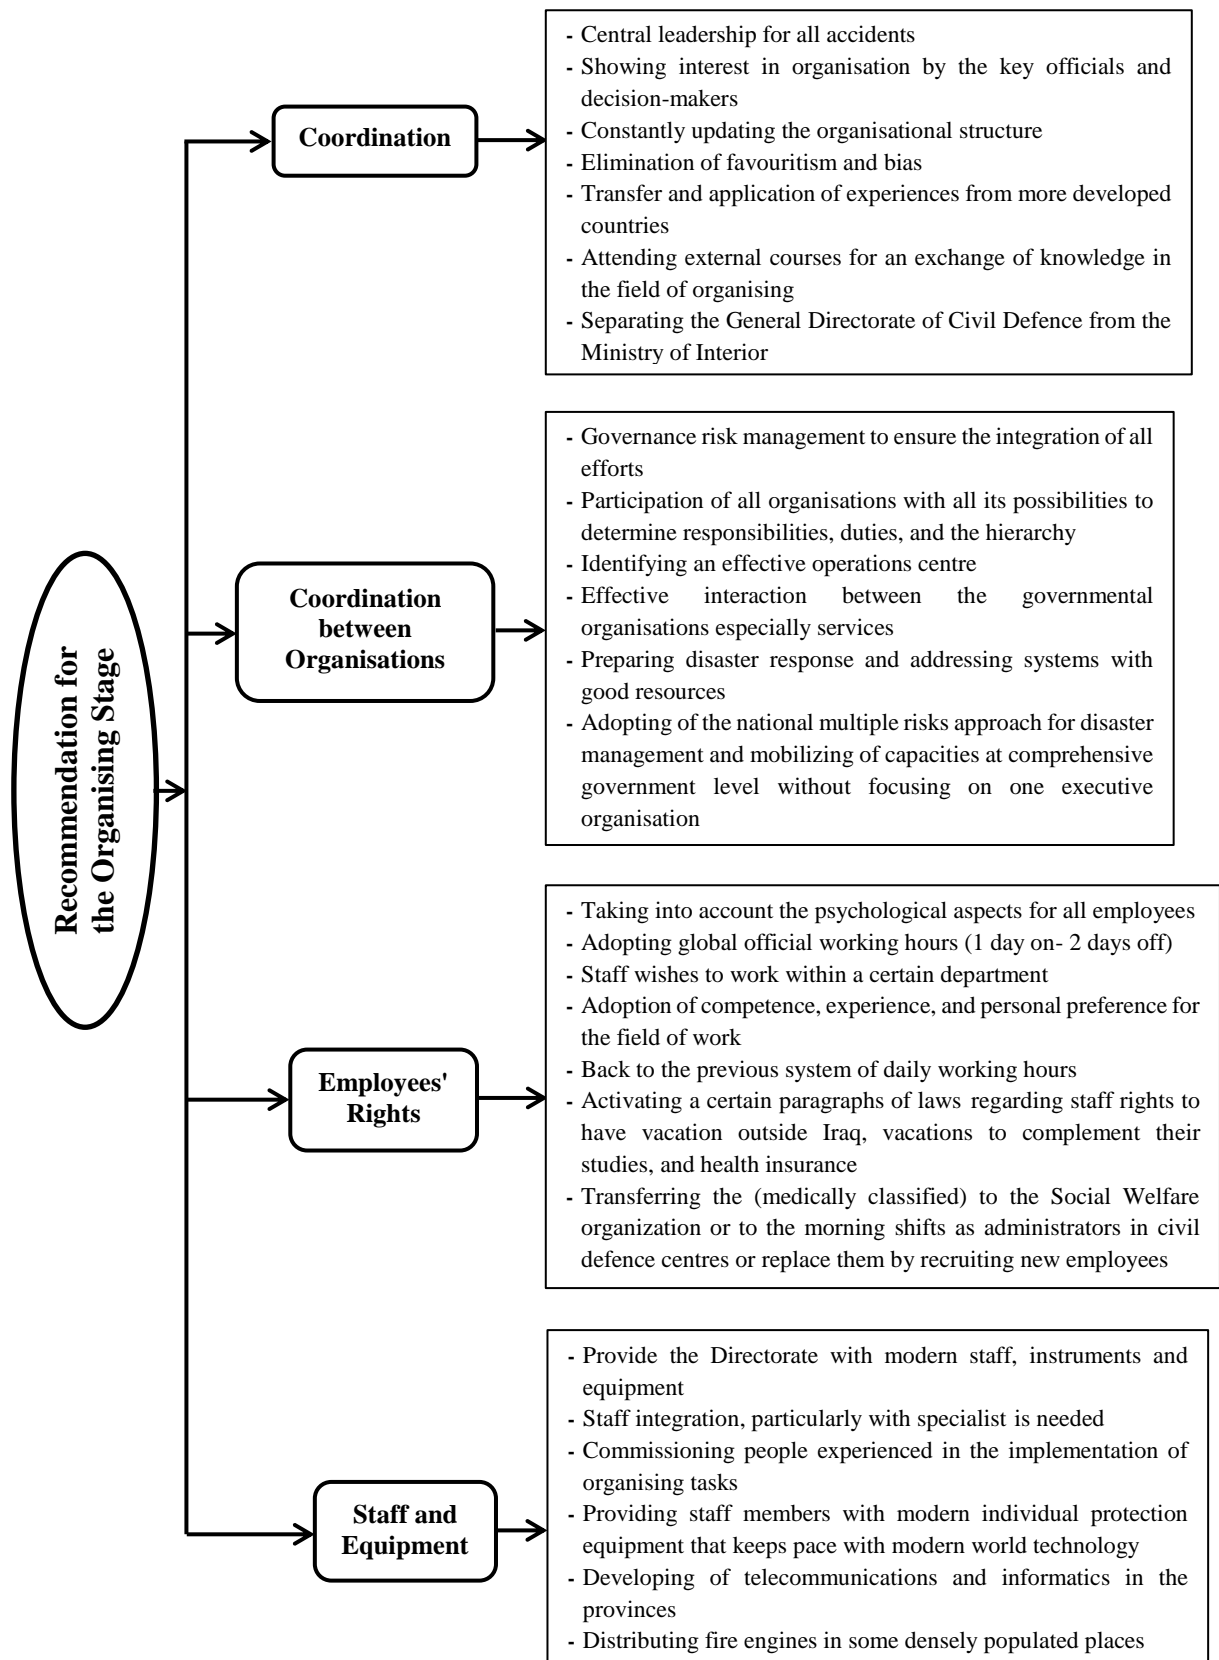 Recommendation for
the Organising Stage
Coordination
- Central leadership for all accidents
- Showing interest in organisation by the key officials and
decision-makers
- Constantly updating the organisational structure
- Elimination of favouritism and bias
- Transfer and application of experiences from more developed
countries
- Attending external courses for an exchange of knowledge in
the field of organising
- Separating the General Directorate of Civil Defence from the
Ministry of Interior
Coordination
between
Organisations
- Governance risk management to ensure the integration of all
efforts
- Participation of all organisations with all its possibilities to
determine responsibilities, duties, and the hierarchy
- Identifying an effective operations centre
- Effective interaction between the governmental
organisations especially services
- Preparing disaster response and addressing systems with
good resources
- Adopting of the national multiple risks approach for disaster
management and mobilizing of capacities at comprehensive
government level without focusing on one executive
organisation
Employees'
Rights
- Taking into account the psychological aspects for all employees
- Adopting global official working hours (1 day on- 2 days off)
- Staff wishes to work within a certain department
- Adoption of competence, experience, and personal preference for
the field of work
- Back to the previous system of daily working hours
- Activating a certain paragraphs of laws regarding staff rights to
have vacation outside Iraq, vacations to complement their
studies, and health insurance
- Transferring the (medically classified) to the Social Welfare
organization or to the morning shifts as administrators in civil
defence centres or replace them by recruiting new employees
Staff and
Equipment
- Provide the Directorate with modern staff, instruments and
equipment
- Staff integration, particularly with specialist is needed
- Commissioning people experienced in the implementation of
organising tasks
- Providing staff members with modern individual protection
equipment that keeps pace with modern world technology
- Developing of telecommunications and informatics in the
provinces
- Distributing fire engines in some densely populated places